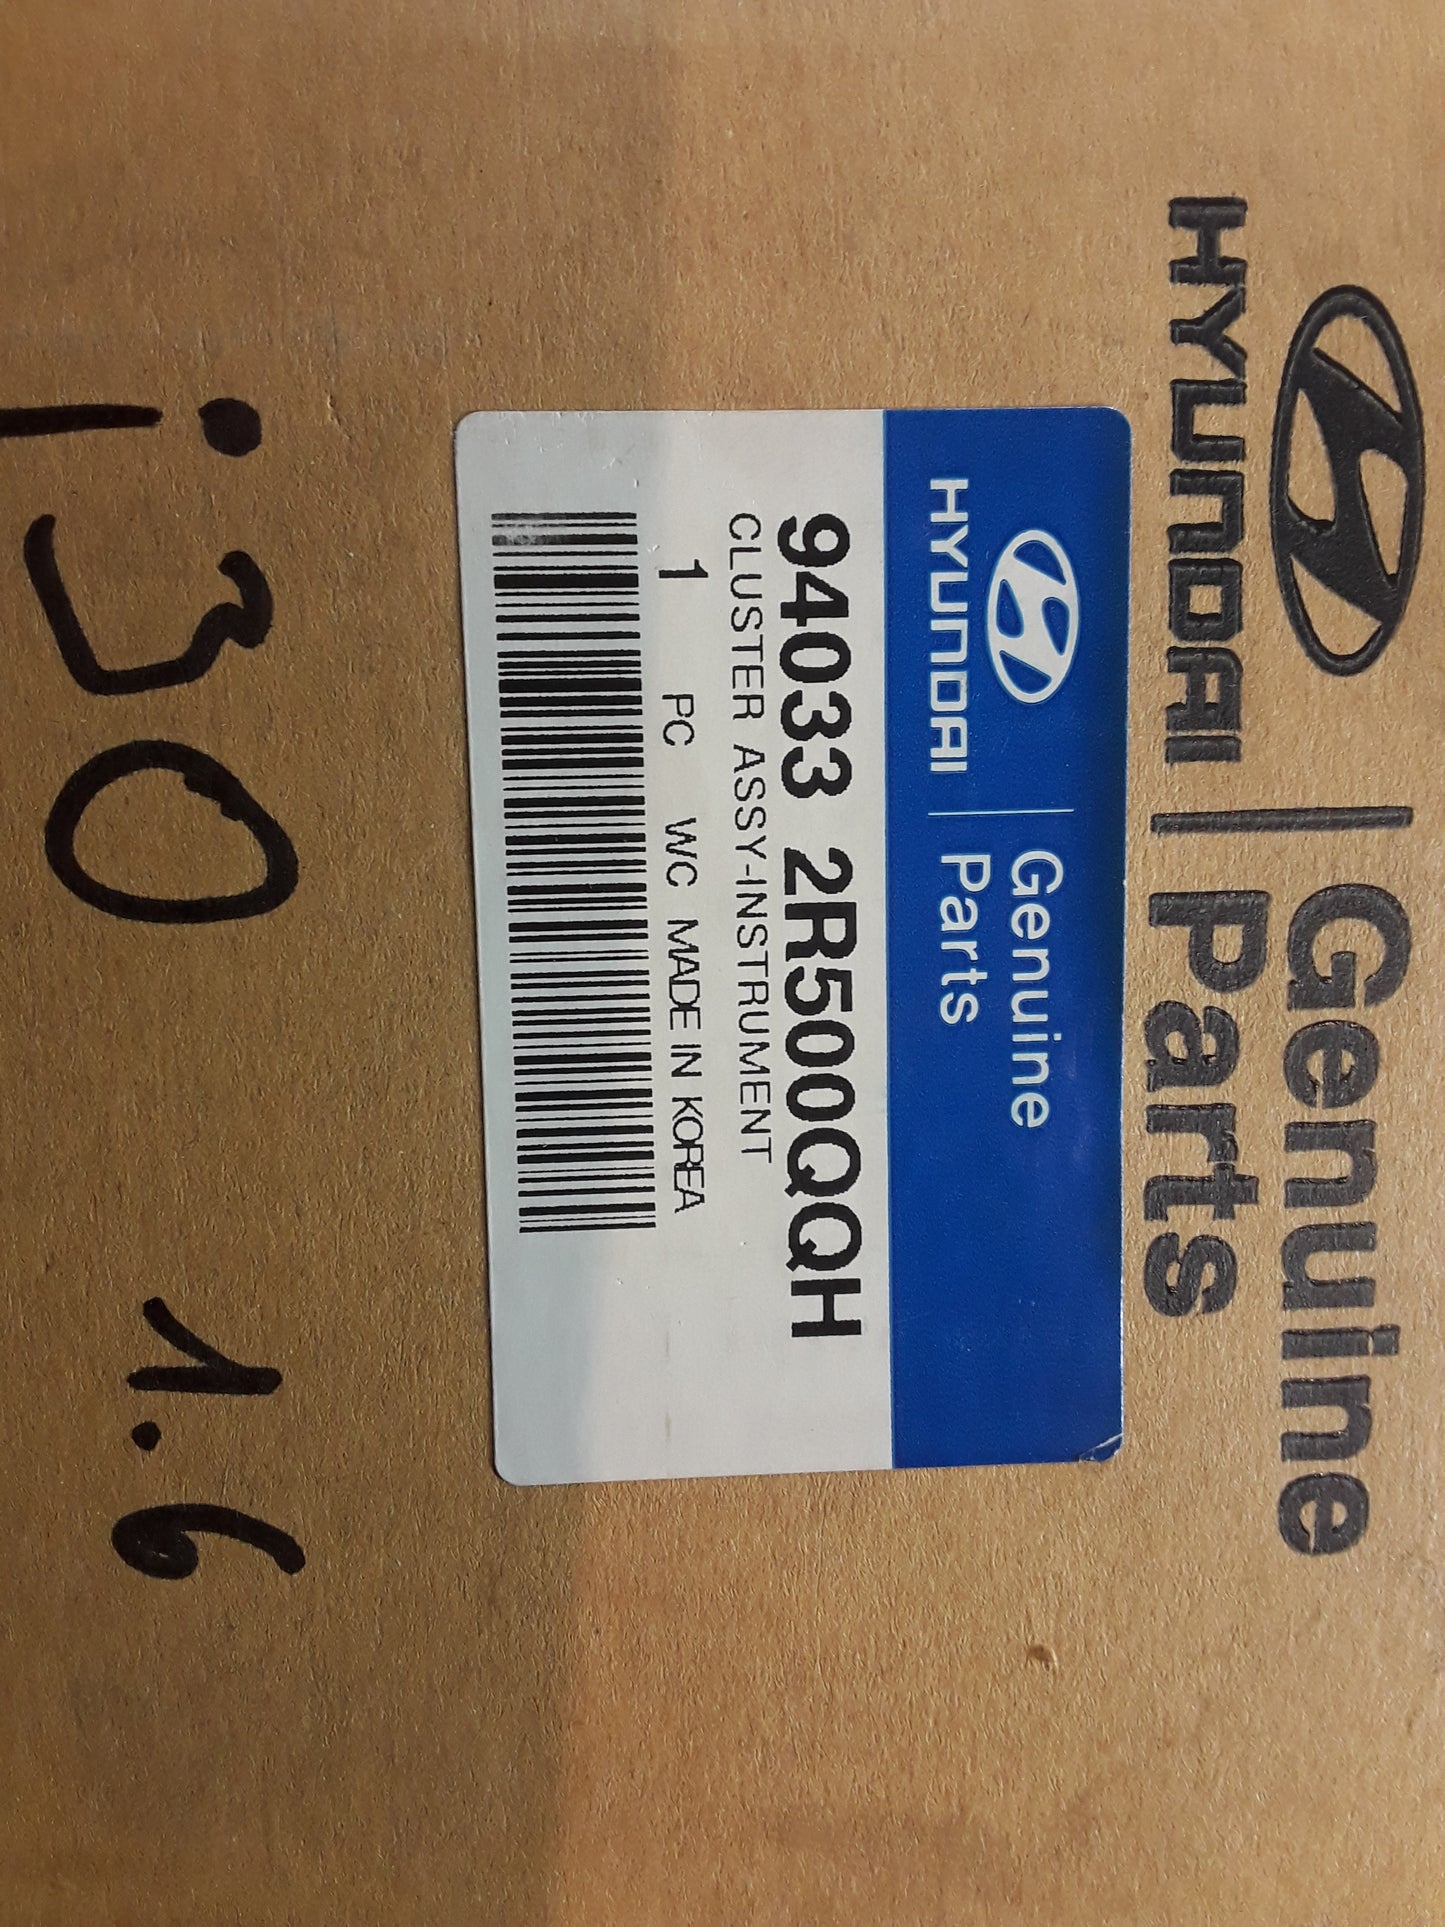 HYUNDAI | Genuine
Parts
HYUNDAI | Genuine
Parts
94033 2R500QQH
CLUSTER ASSY-INSTRUMENT
1 PC WC MADE IN KOREA
i30 1.6